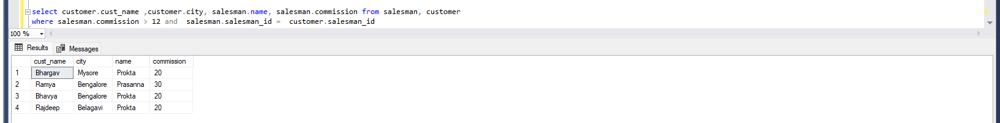 select customer.cust_name ,customer.city, salesman.name, salesman.commission from salesman, customer
where salesman.commission > 12 and  salesman.salesman_id =  customer.salesman_id
100 %
Results Messages
cust_name city name commission
1 Bhargav Mysore Prokta 20
2 Ramya Bengalore Prasanna 30
3 Bhavya Bengalore Prokta 20
4 Rajdeep Belagavi Prokta 20